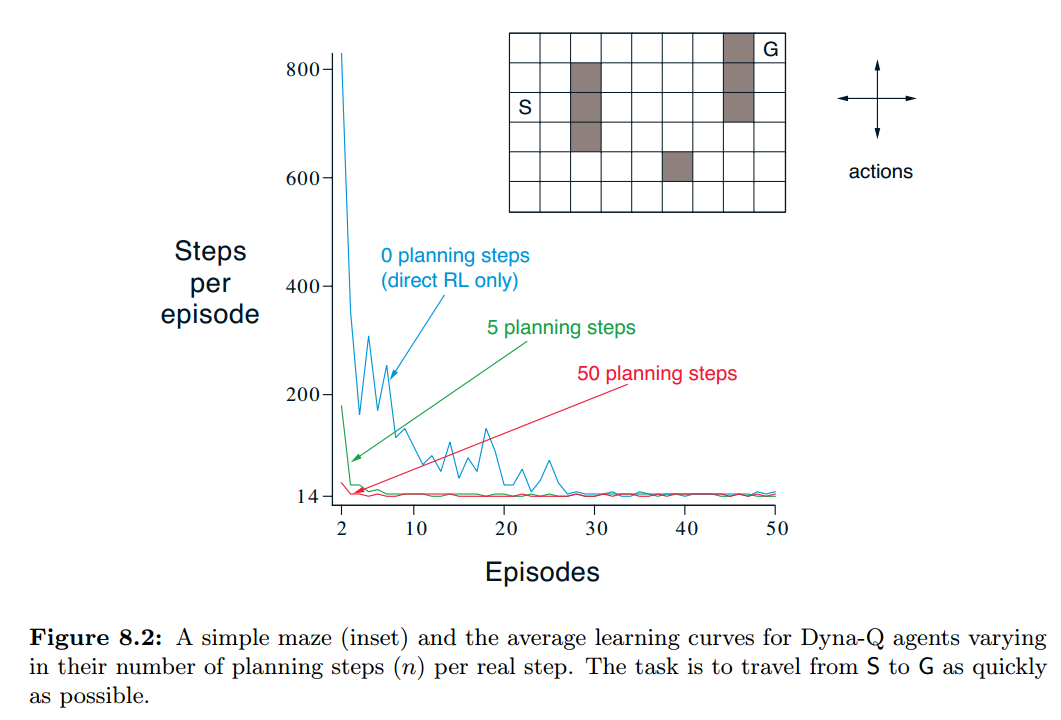 800
600
400
200
14
Steps
per
episode
S
G
actions
0 planning steps
(direct RL only)
5 planning steps
50 planning steps
2
10
20
30
40
50
Episodes
Figure 8.2: A simple maze (inset) and the average learning curves for Dyna-Q agents varying
in their number of planning steps (n) per real step. The task is to travel from S to G as quickly
as possible.